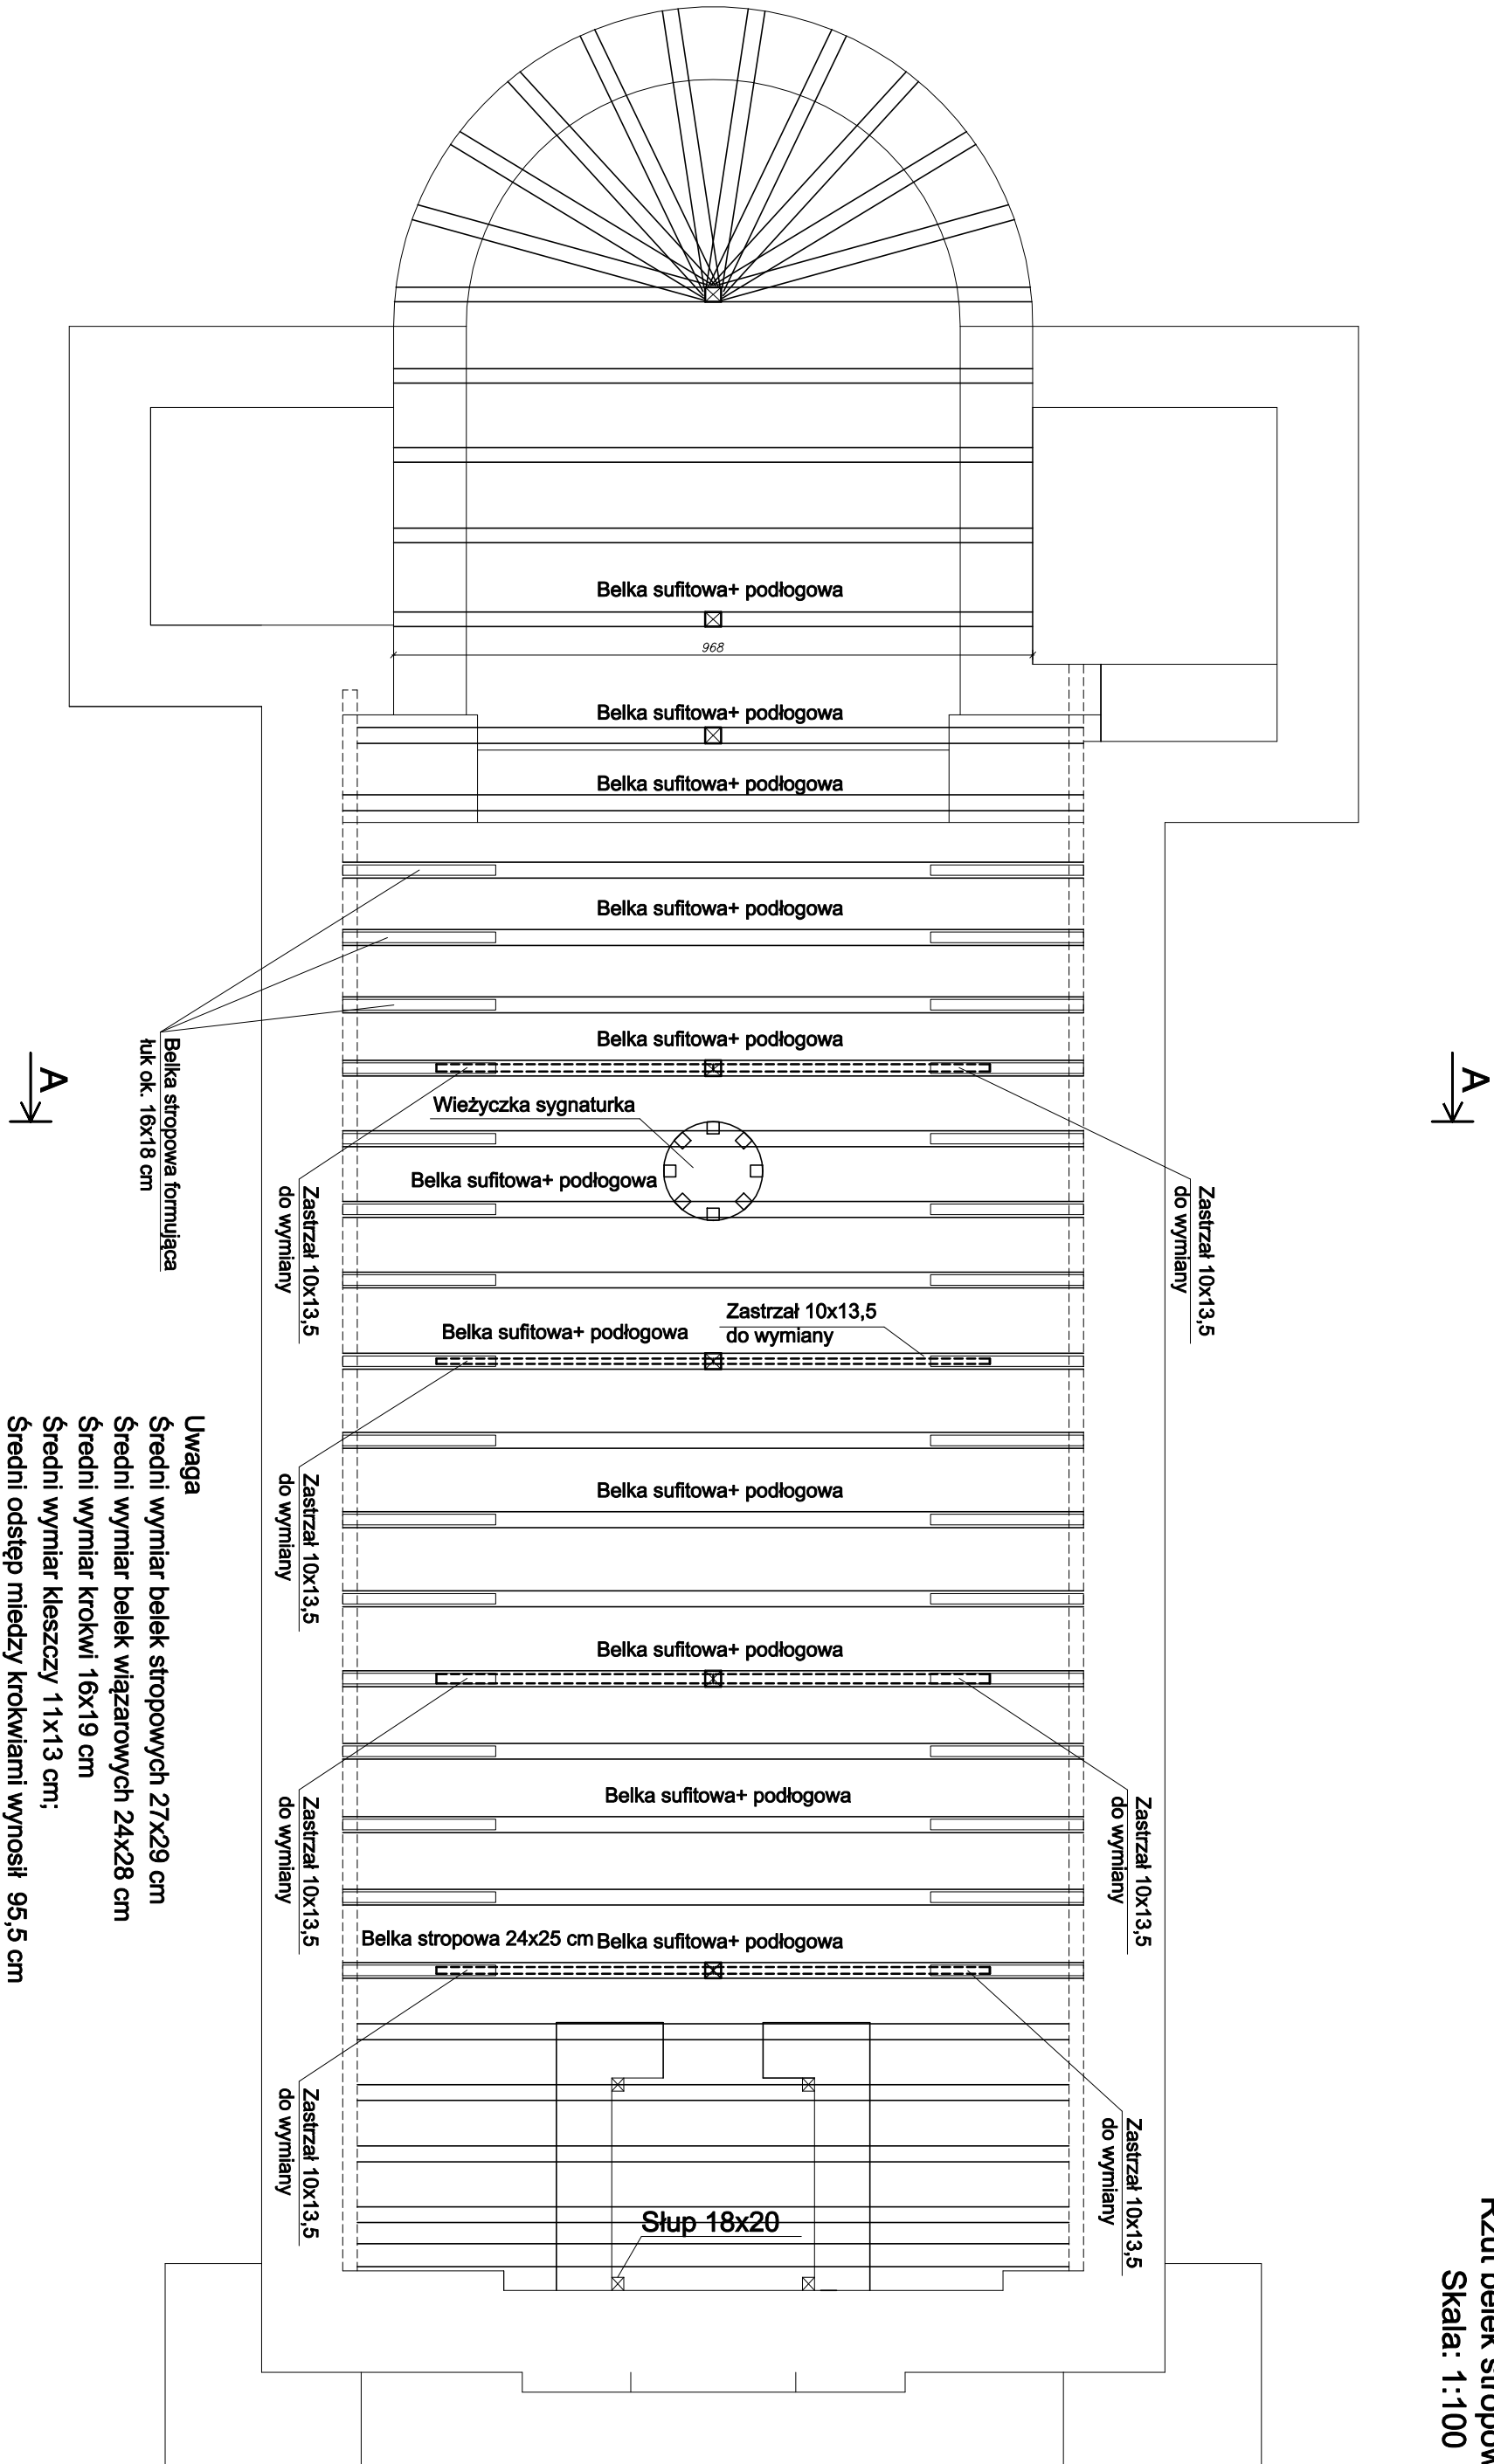 Rzut belek
Skala: 1:100
Belka sufitowa+ podłogowa
968
Belka sufitowa+ podłogowa
Belka sufitowa+ podłogowa
Belka sufitowa+ podłogowa
Belka sufitowa+ podłogowa
A
A
Belka stropowa formująca
łuk ok. 16x18 cm
Wieżyczka sygnaturka
Belka sufitowa+ podłogowa
Zastrzał 10x13,5
do wymiany
Zastrzał 10x13,5
do wymiany
Zastrzał 10x13,5
do wymiany
Belka sufitowa+ podłogowa
Zastrzał 10x13,5
do wymiany
Belka sufitowa+ podłogowa
Belka sufitowa+ podłogowa
Zastrzał 10x13,5
do wymiany
Zastrzał 10x13,5
do wymiany
Belka sufitowa+ podłogowa
Belka stropowa 24x25 cm
Belka sufitowa+ podłogowa
Zastrzał 10x13,5
do wymiany
Zastrzał 10x13,5
do wymiany
Słup 18x20
Uwaga
Średni wymiar belek stropowych 27x29 cm
Średni wymiar belek wiązarowych 24x28 cm
Średni wymiar krokwi 16x19 cm
Średni wymiar kleszczy 11x13 cm;
Średni odstęp miedzy krokwiami wynosił 95,5 cm